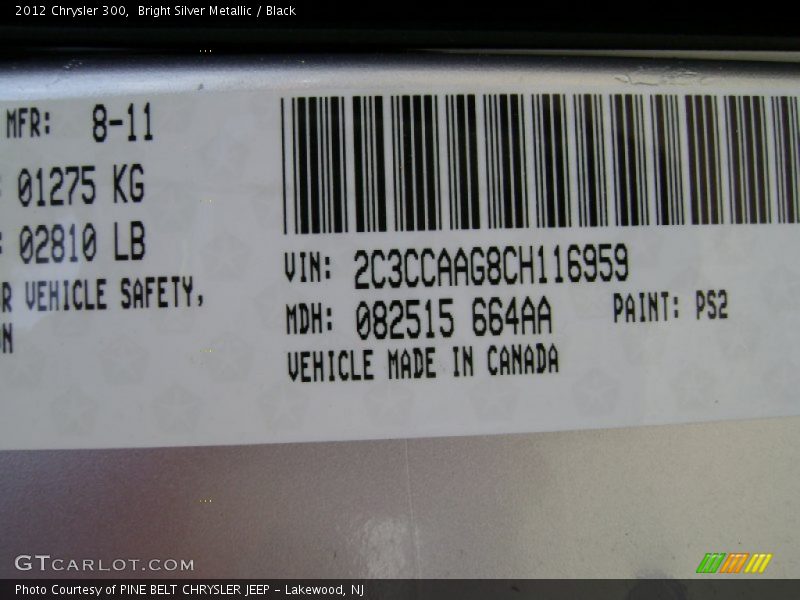 2012 Chrysler 300,  Bright Silver Metallic / Black
MFR: 8-11
: 01275 KG
: 02810 LB
R VEHICLE SAFETY,
ON
VIN: 2C3CCAAG8CH116959
MDH: 082515 664AA PAINT: PS2
VEHICLE MADE IN CANADA
GTCARLOT.COM
Photo Courtesy of PINE BELT CHRYSLER JEEP - Lakewood, NJ